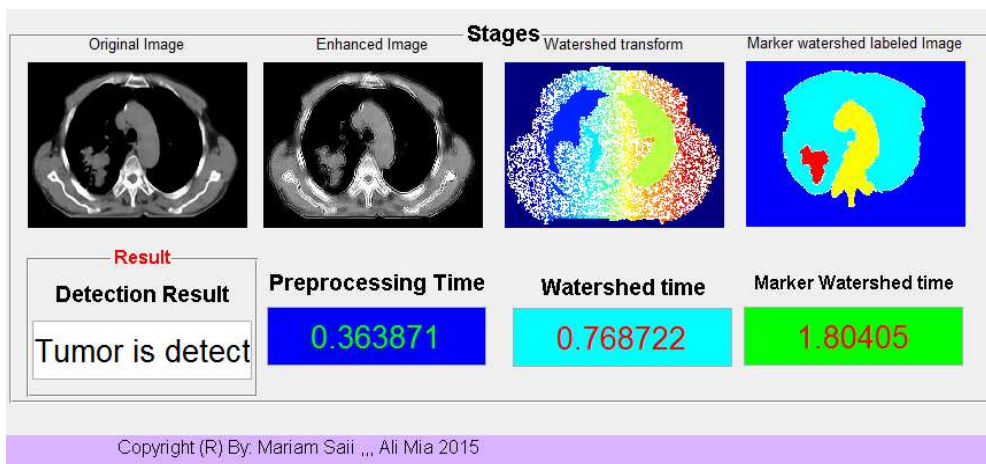 Stages
Original Image
Enhanced Image
Watershed transform
Marker watershed labeled Image
Result
Detection Result
Tumor is detect
Preprocessing Time
0.363871
Watershed time
0.768722
Marker Watershed time
1.80405
Copyright (R) By: Mariam Saii ,,, Ali Mia 2015